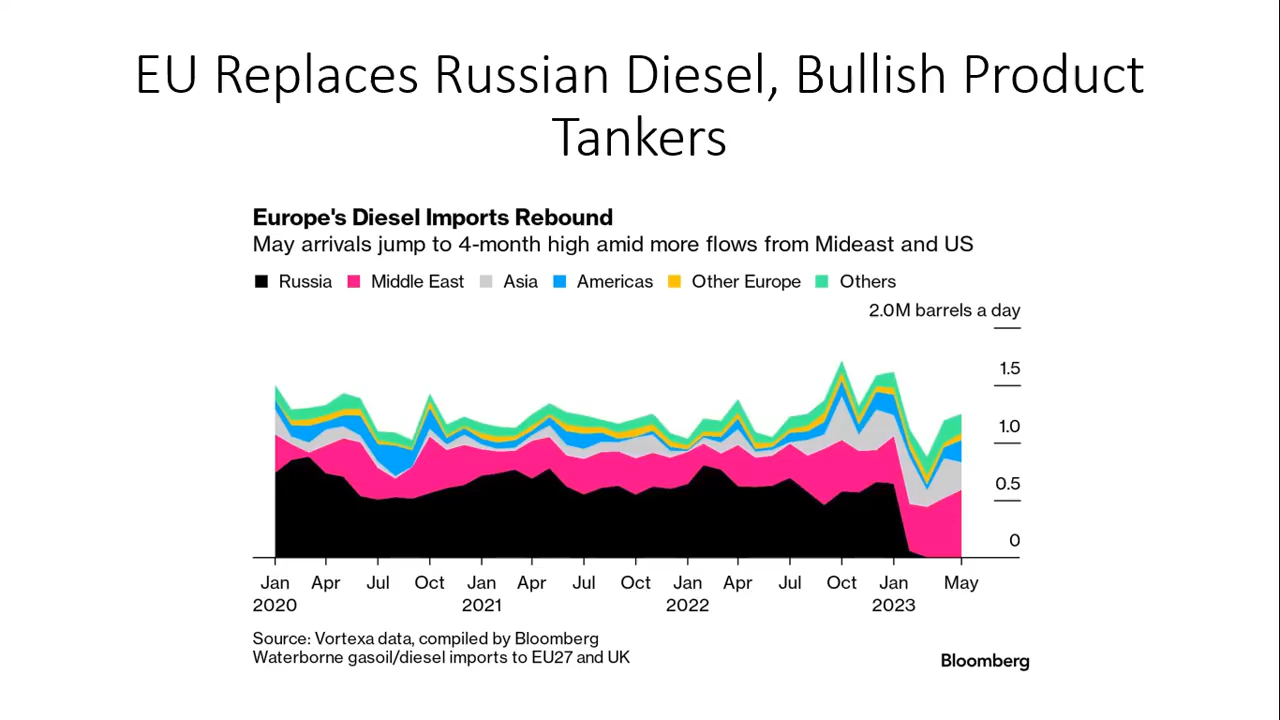 EU Replaces Russian Diesel, Bullish Product
Tankers
Europe's Diesel Imports Rebound
May arrivals jump to 4-month high amid more flows from Mideast and US
Russia Middle East Asia Americas Other Europe Others
2.0M barrels a day
1.5
1.0
0.5
0
Jan Apr Jul Oct Jan Apr Jul Oct Jan Apr Jul Oct Jan May
2020 2021 2022 2023
Source: Vortexa data, compiled by Bloomberg
Waterborne gasoil/diesel imports to EU27 and UK
Bloomberg